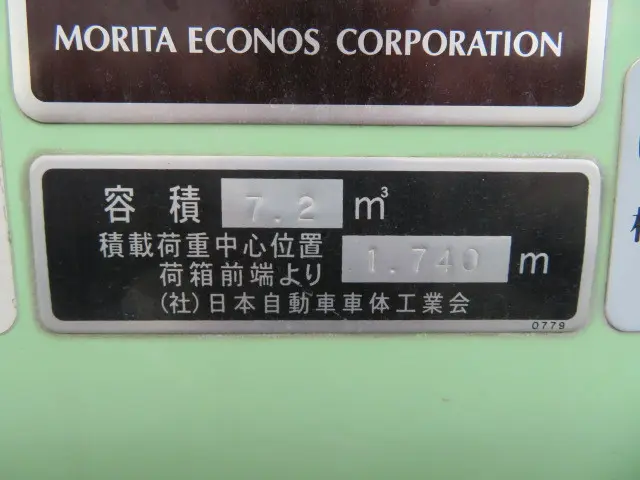 MORITA ECONOS CORPORATION
容積 7.2 m³
積載荷重中心位置
荷箱前端より 1.740 m
(社)日本自動車車体工業会
0779